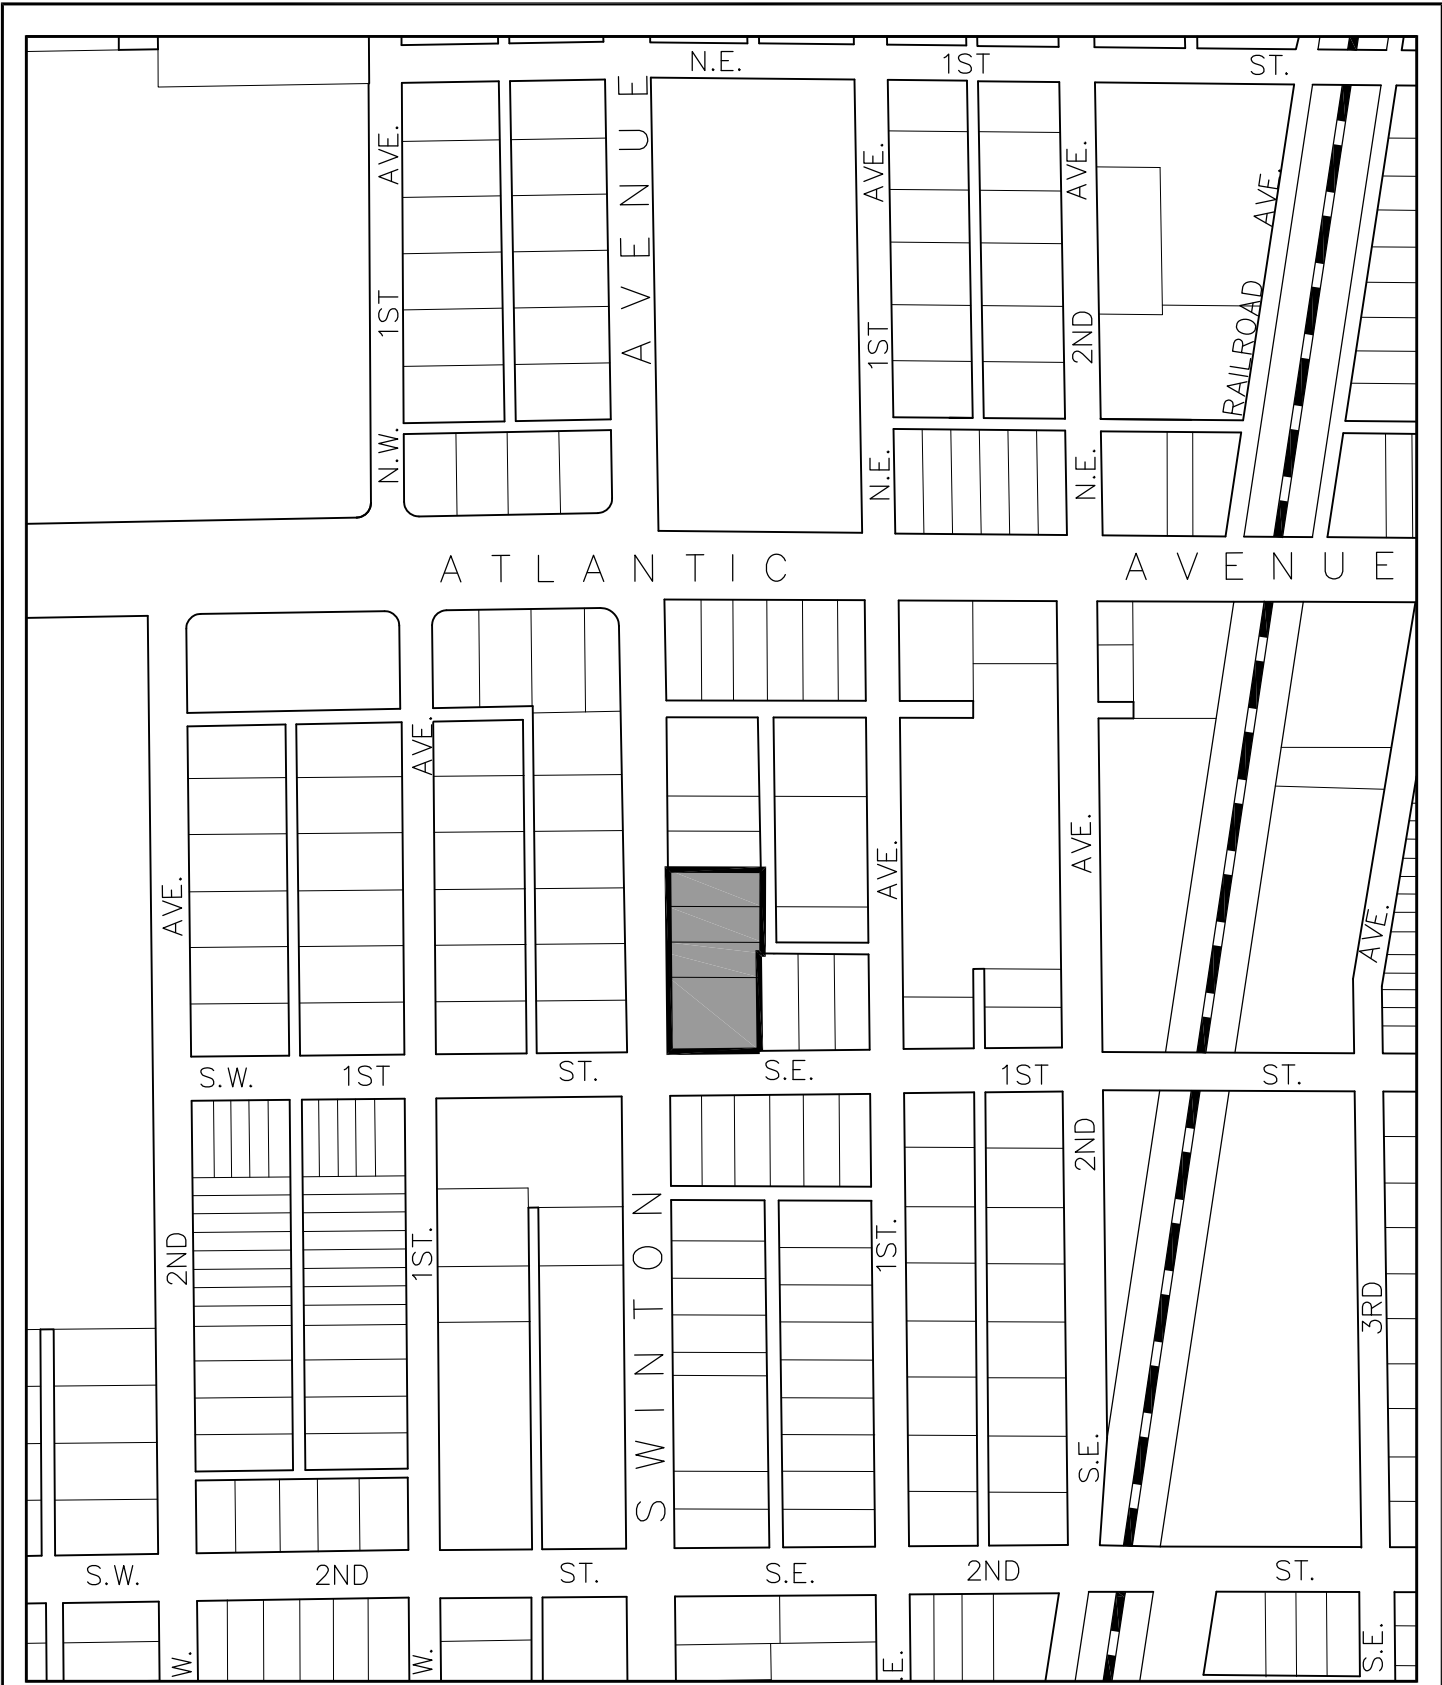 N.E. 1ST ST.
N.W. 1ST AVE.
SWINTON AVENUE
N.E. 1ST AVE.
N.E. 2ND AVE.
RAILROAD AVE.
ATLANTIC AVENUE
2ND AVE.
1ST. AVE.
1ST. AVE.
S.E. 2ND AVE.
3RD AVE.
S.W. 1ST ST.
S.E. 1ST ST.
S.W. 2ND ST.
S.E. 2ND ST.
W.
W.
.E.
S.E.